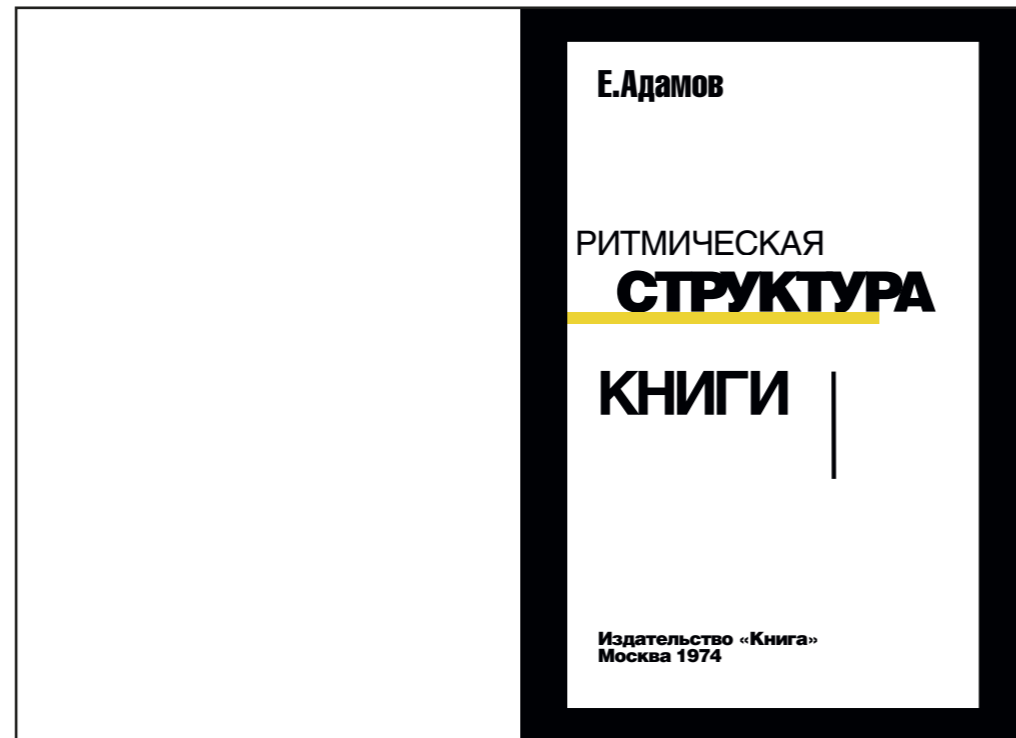 Е.Адамов
РИТМИЧЕСКАЯ
СТРУКТУРА
КНИГИ
Издательство «Книга»
Москва 1974